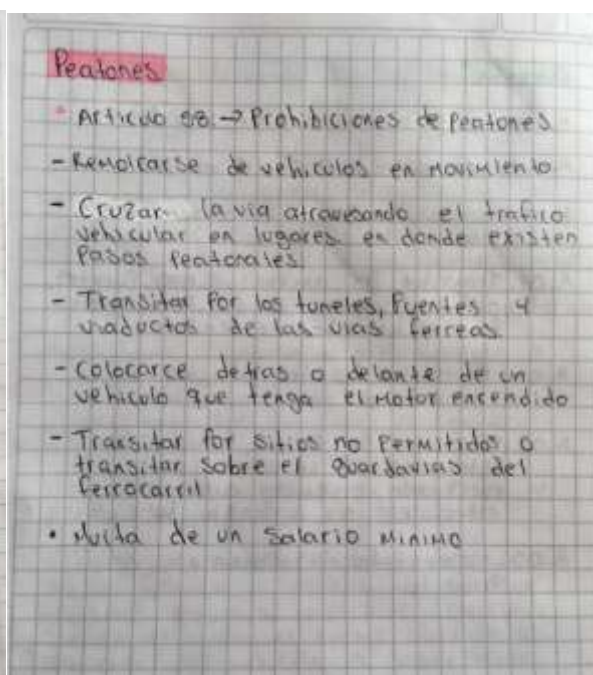 Peatones
* Articulo 58 → Prohibiciones de Peatones
- Remolcarse de vehiculos en Movimiento
- Cruzar la via atravesando el trafico
vehicular en lugares en donde existen
Pasos Peatonales
- Transitar Por los tuneles, Puentes y
viaductos de las vias ferreas.
- Colocarce detras o delante de un
vehiculo que tenga el Motor encendido
- Transitar Por sitios no Permitidos o
transitar sobre el guardavias del
ferrocarril
• Multa de un Salario Minimo